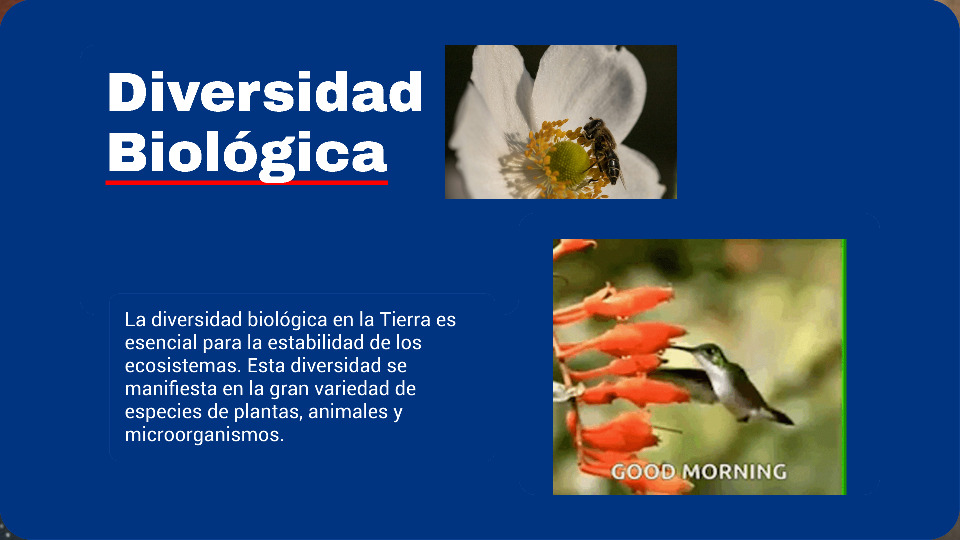 Diversidad
Biológica
La diversidad biológica en la Tierra es
esencial para la estabilidad de los
ecosistemas. Esta diversidad se
manifiesta en la gran variedad de
especies de plantas, animales y
microorganismos.
GOOD MORNING